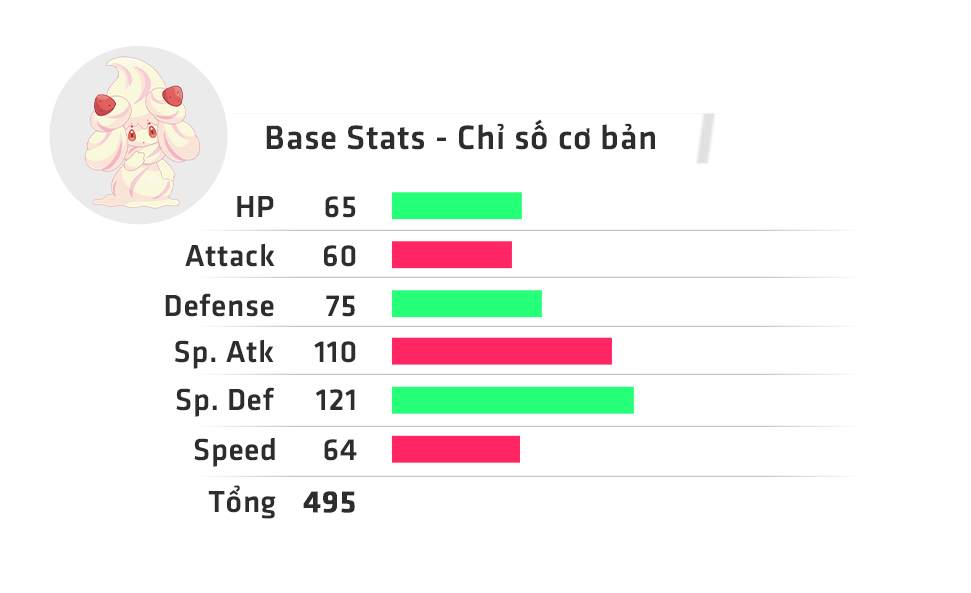 Base Stats - Chỉ số cơ bản
HP 65
Attack 60
Defense 75
Sp. Atk 110
Sp. Def 121
Speed 64
Tổng 495